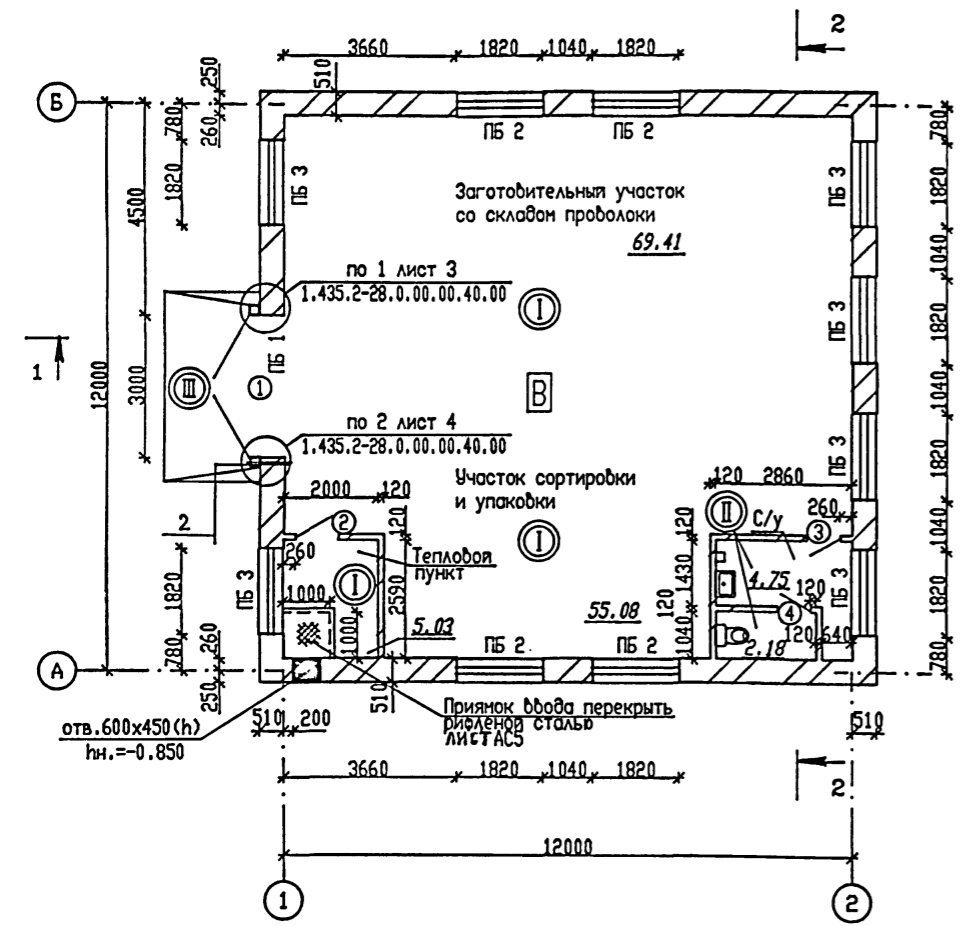 2
3660
1820
1040
1820
510
250
Б
260
780
1820
ПБ 2
ПБ 2
780
ПБ 3
Заготовительный участок
со складом проволоки
69.41
ПБ 3
1820
4500
1040
по 1 лист 3
1.435.2-28.0.00.00.40.00
I
ПБ 1
ПБ 3
1820
1
12000
3000
III
1
В
1040
по 2 лист 4
1.435.2-28.0.00.00.40.00
ПБ 3
1820
Участок сортировки
и упаковки
120
2860
2000
120
II
260
2
2
120
I
120
С/у
3
1040
260
Тепловой
пункт
I
ПБ 3
1820
1000
2590
1430
4.75
120
ПБ 3
1820
120
1000
5.03
55.08
4
260
780
1040
120
640
2.18
ПБ 2
ПБ 2
780
А
250
510
200
510
Приямок ввода перекрыть
рифленой сталью
ЛИСТ АС5
510
отв.600х450(h)
hн.=-0.850
3660
1820
1040
1820
2
12000
1
2